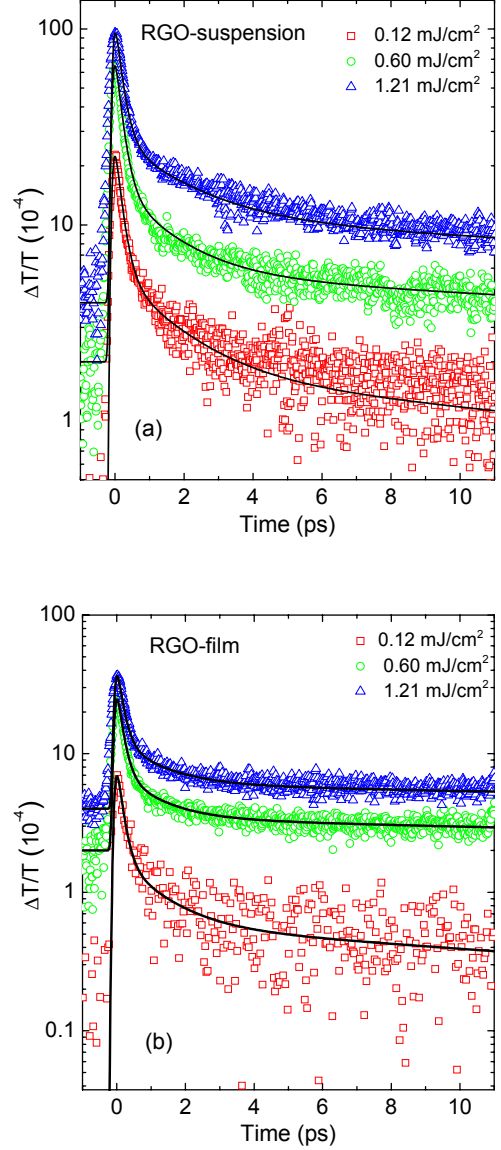 RGO-suspension
0.12 mJ/cm²
0.60 mJ/cm²
1.21 mJ/cm²
100
10
1
ΔT/T (10⁻⁴)
(a)
0 2 4 6 8 10
Time (ps)
RGO-film
0.12 mJ/cm²
0.60 mJ/cm²
1.21 mJ/cm²
100
10
1
0.1
ΔT/T (10⁻⁴)
(b)
0 2 4 6 8 10
Time (ps)